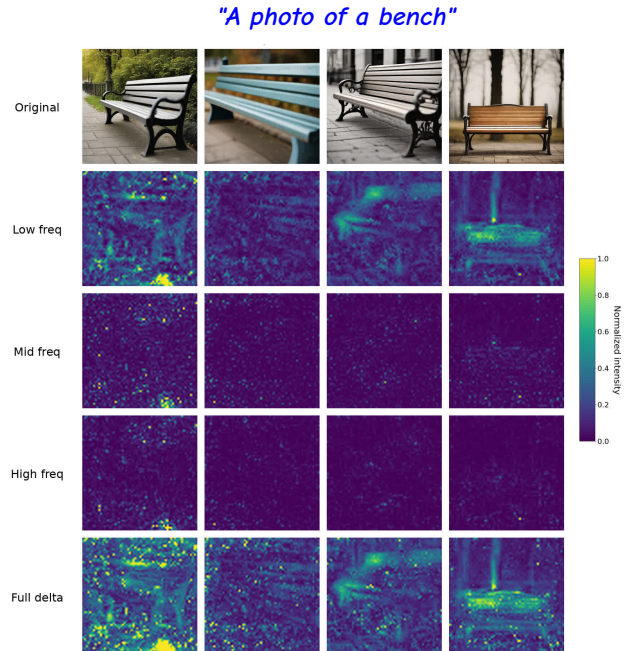 "A photo of a bench"
Original
Low freq
Mid freq
High freq
Full delta
1.0
0.8
0.6
0.4
0.2
0.0
Normalized intensity